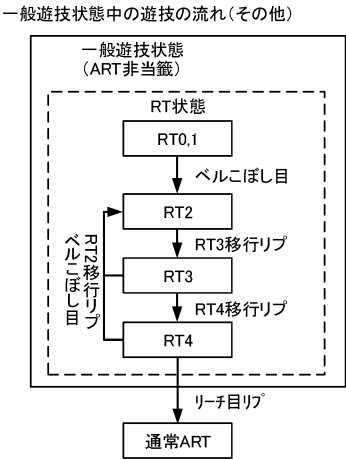 一般遊技状態中の遊技の流れ(その他)
一般遊技状態
(ART非当籤)
RT状態
RT0,1
ベルこぼし目
RT2
RT3移行リプ
RT3
RT4移行リプ
RT4
RT2移行リプ
ベルこぼし目
リーチ目リプ
通常ART